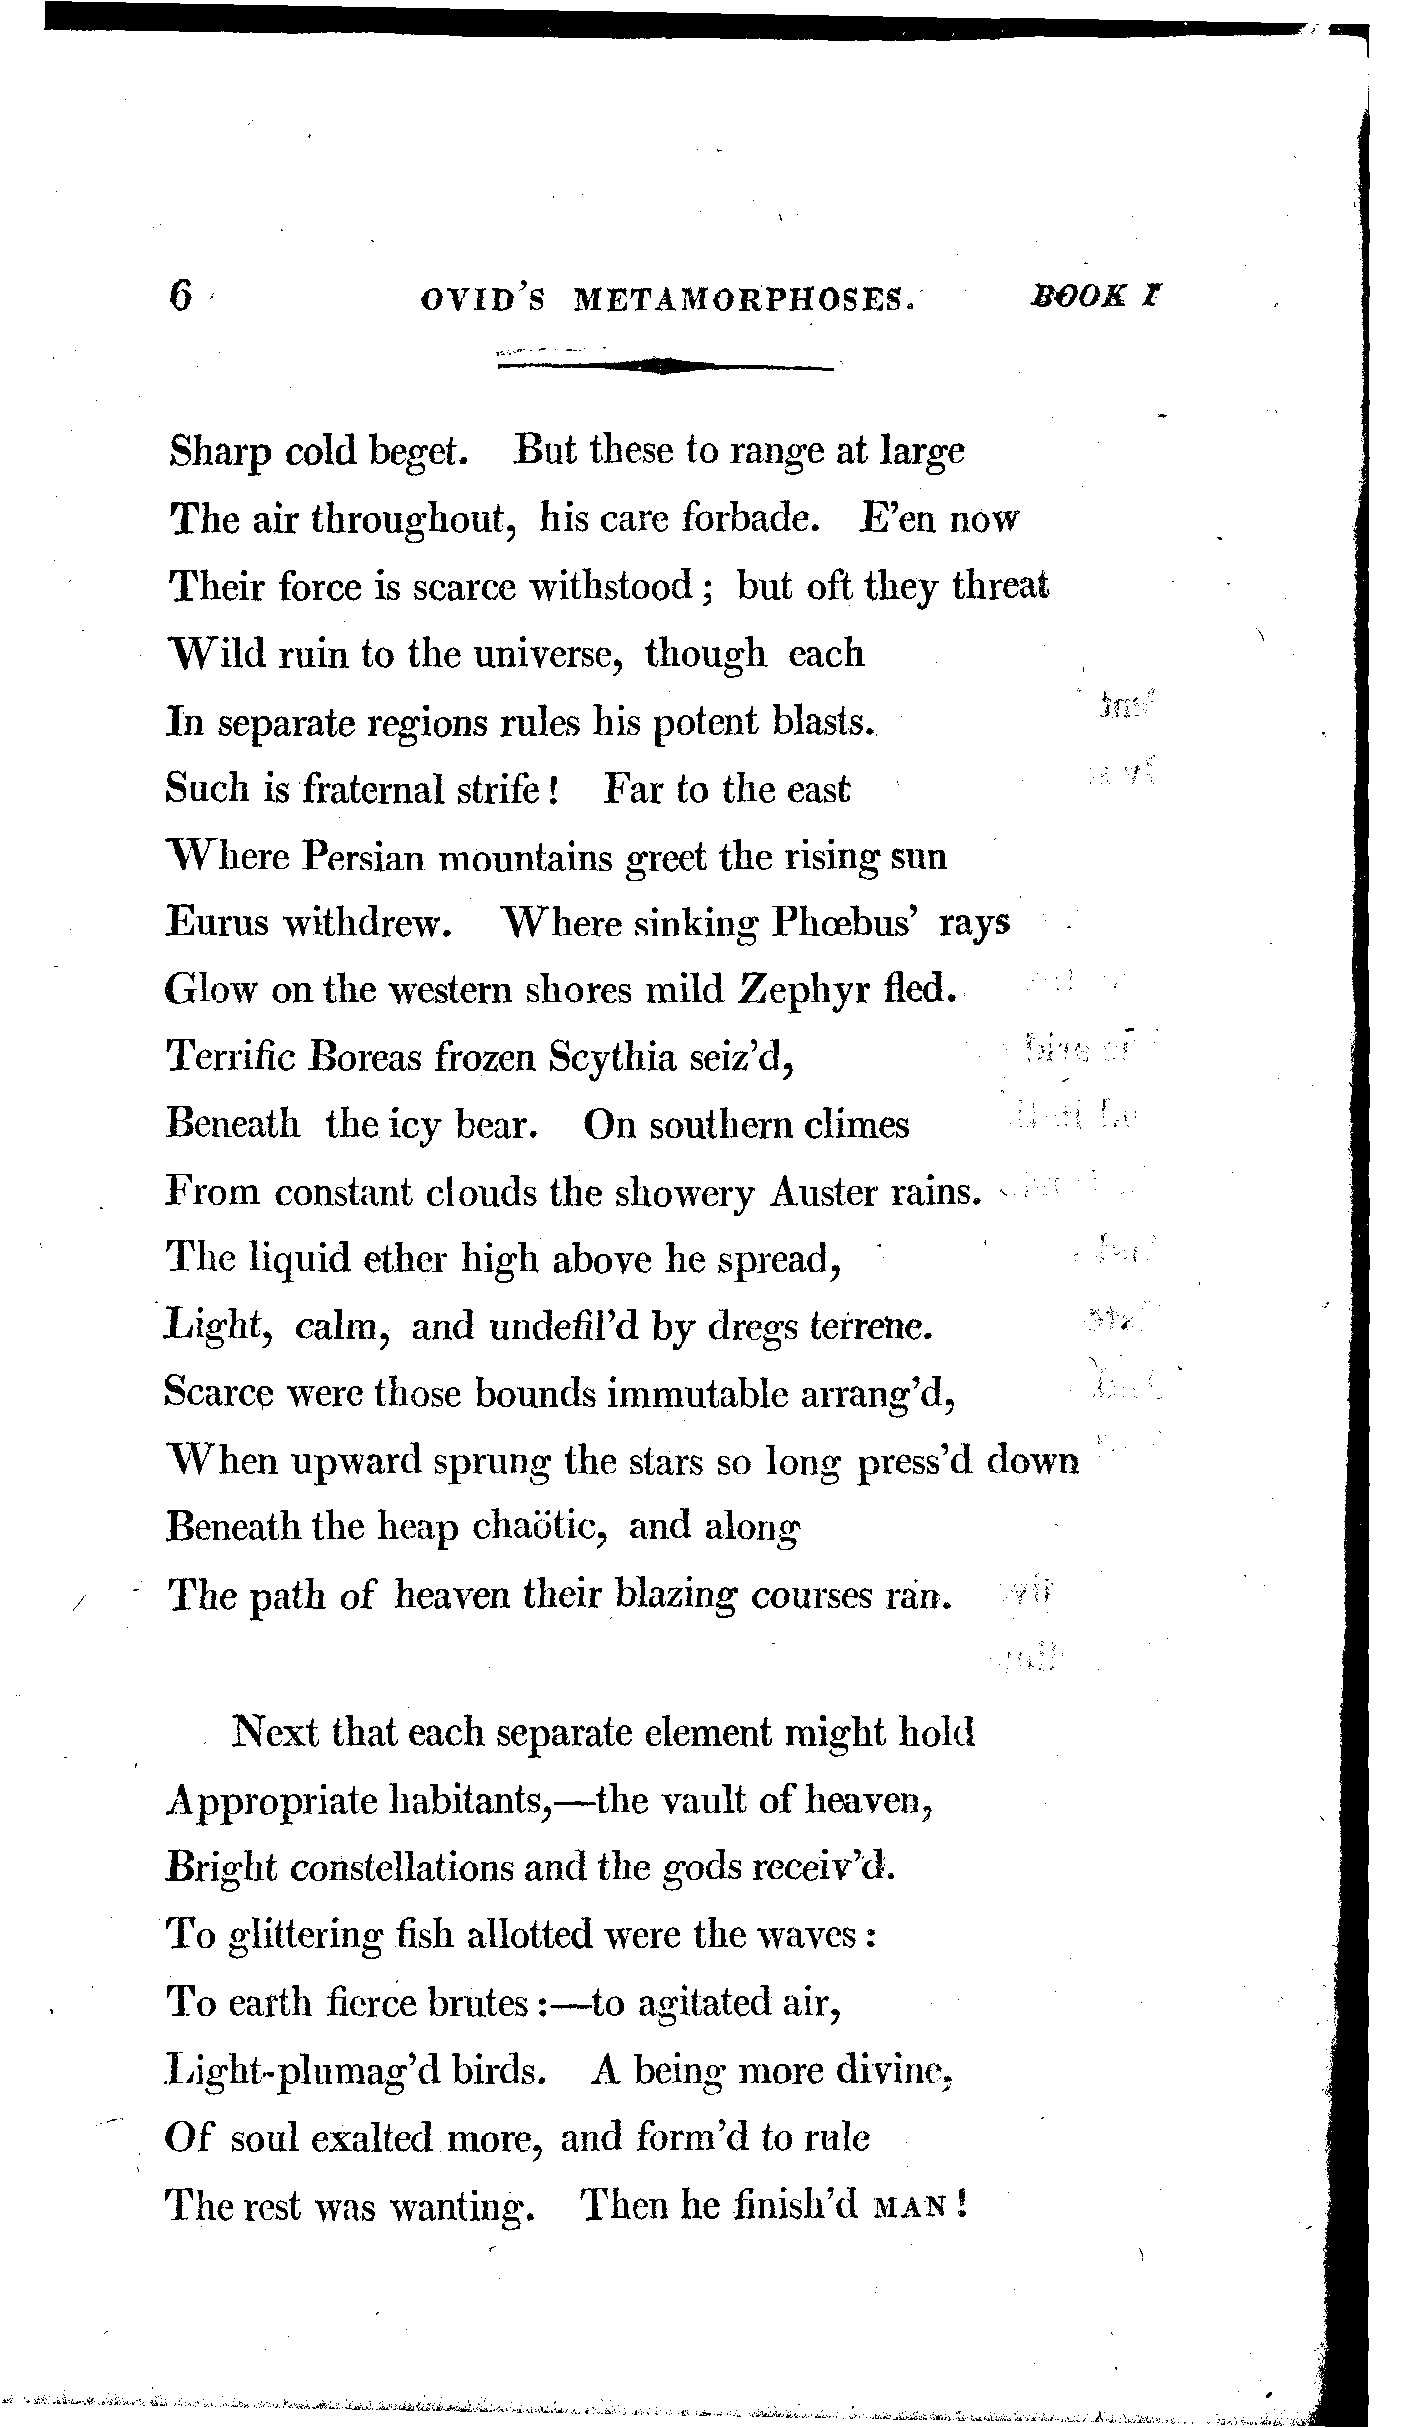 6 OVID'S METAMORPHOSES. BOOK I
Sharp cold beget. But these to range at large
The air throughout, his care forbade. E'en now
Their force is scarce withstood; but oft they threat
Wild ruin to the universe, though each
In separate regions rules his potent blasts.
Such is fraternal strife! Far to the east
Where Persian mountains greet the rising sun
Eurus withdrew. Where sinking Phœbus' rays
Glow on the western shores mild Zephyr fled.
Terrific Boreas frozen Scythia seiz'd,
Beneath the icy bear. On southern climes
From constant clouds the showery Auster rains.
The liquid ether high above he spread,
Light, calm, and undefil'd by dregs terrene.
Scarce were those bounds immutable arrang'd,
When upward sprung the stars so long press'd down
Beneath the heap chaötic, and along
The path of heaven their blazing courses ran.
Next that each separate element might hold
Appropriate habitants,—the vault of heaven,
Bright constellations and the gods receiv'd.
To glittering fish allotted were the waves:
To earth fierce brutes:—to agitated air,
Light-plumag'd birds. A being more divine,
Of soul exalted more, and form'd to rule
The rest was wanting. Then he finish'd MAN!